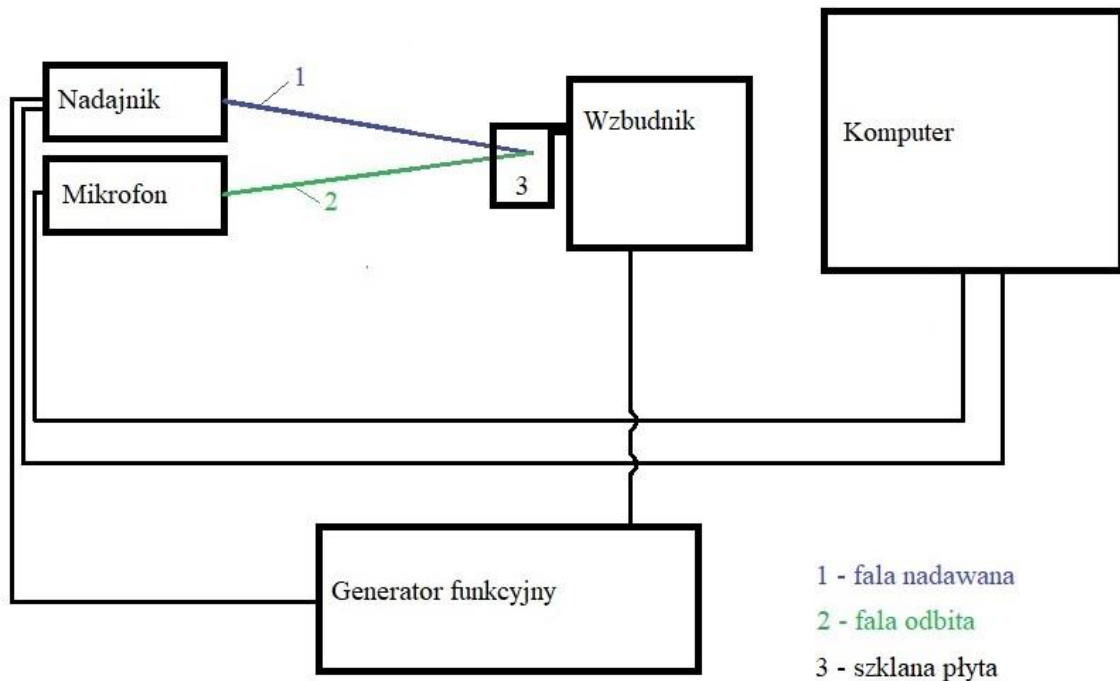 Nadajnik
1
Wzbudnik
Komputer
Mikrofon
2
3
Generator funkcyjny
1 - fala nadawana
2 - fala odbita
3 - szklana płyta